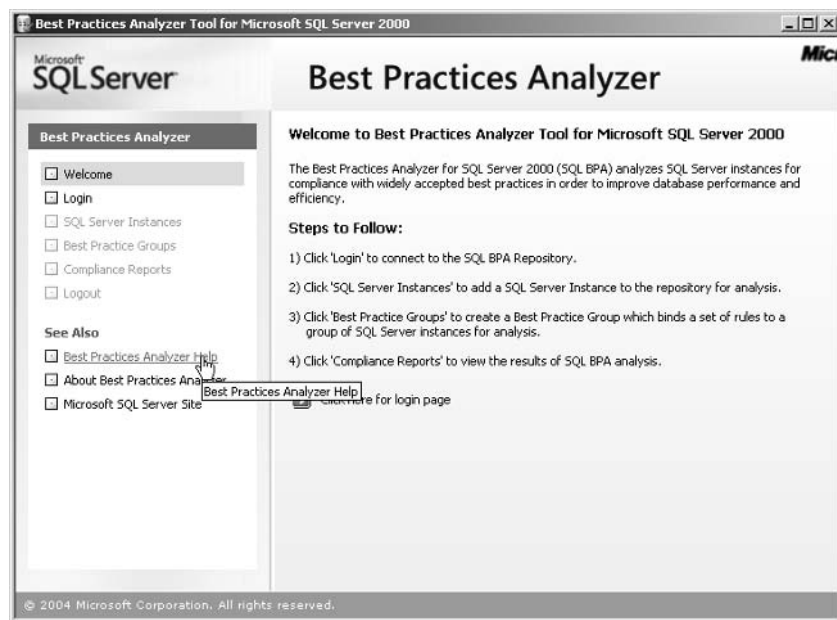 Best Practices Analyzer Tool for Microsoft SQL Server 2000
Microsoft
SQL Server
Best Practices Analyzer
Best Practices Analyzer
Welcome
Login
SQL Server Instances
Best Practice Groups
Compliance Reports
Logout
See Also
Best Practices Analyzer Help
About Best Practices Analyzer
Best Practices Analyzer Help
Microsoft SQL Server Site
Welcome to Best Practices Analyzer Tool for Microsoft SQL Server 2000
The Best Practices Analyzer for SQL Server 2000 (SQL BPA) analyzes SQL Server instances for
compliance with widely accepted best practices in order to improve database performance and
efficiency.
Steps to Follow:
1) Click 'Login' to connect to the SQL BPA Repository.
2) Click 'SQL Server Instances' to add a SQL Server Instance to the repository for analysis.
3) Click 'Best Practice Groups' to create a Best Practice Group which binds a set of rules to a
group of SQL Server instances for analysis.
4) Click 'Compliance Reports' to view the results of SQL BPA analysis.
Click here for login page
© 2004 Microsoft Corporation. All rights reserved.